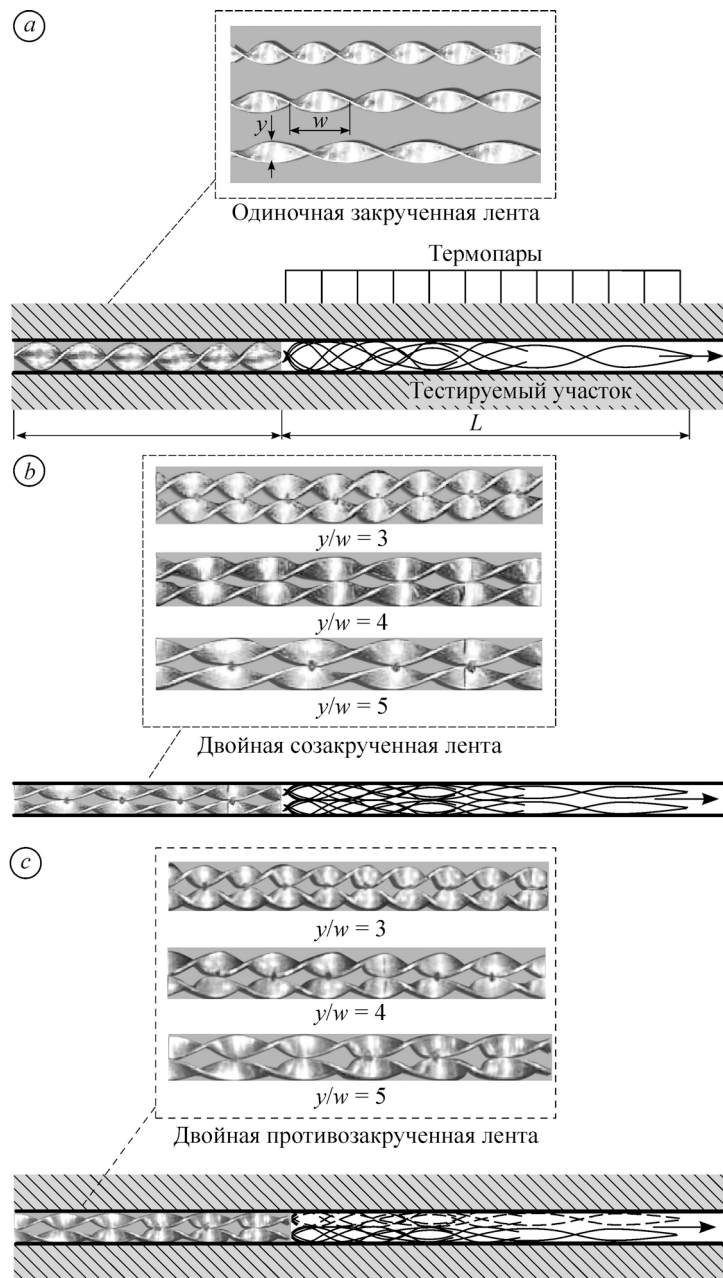 a
y
w
Одиночная закрученная лента
Термопары
Тестируемый участок
L
b
y/w = 3
y/w = 4
y/w = 5
Двойная созакрученная лента
c
y/w = 3
y/w = 4
y/w = 5
Двойная противозакрученная лента